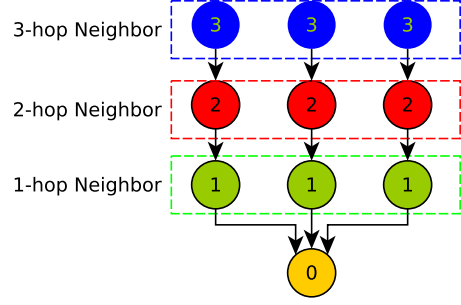 3-hop Neighbor 3 3 3
2-hop Neighbor 2 2 2
1-hop Neighbor 1 1 1
0